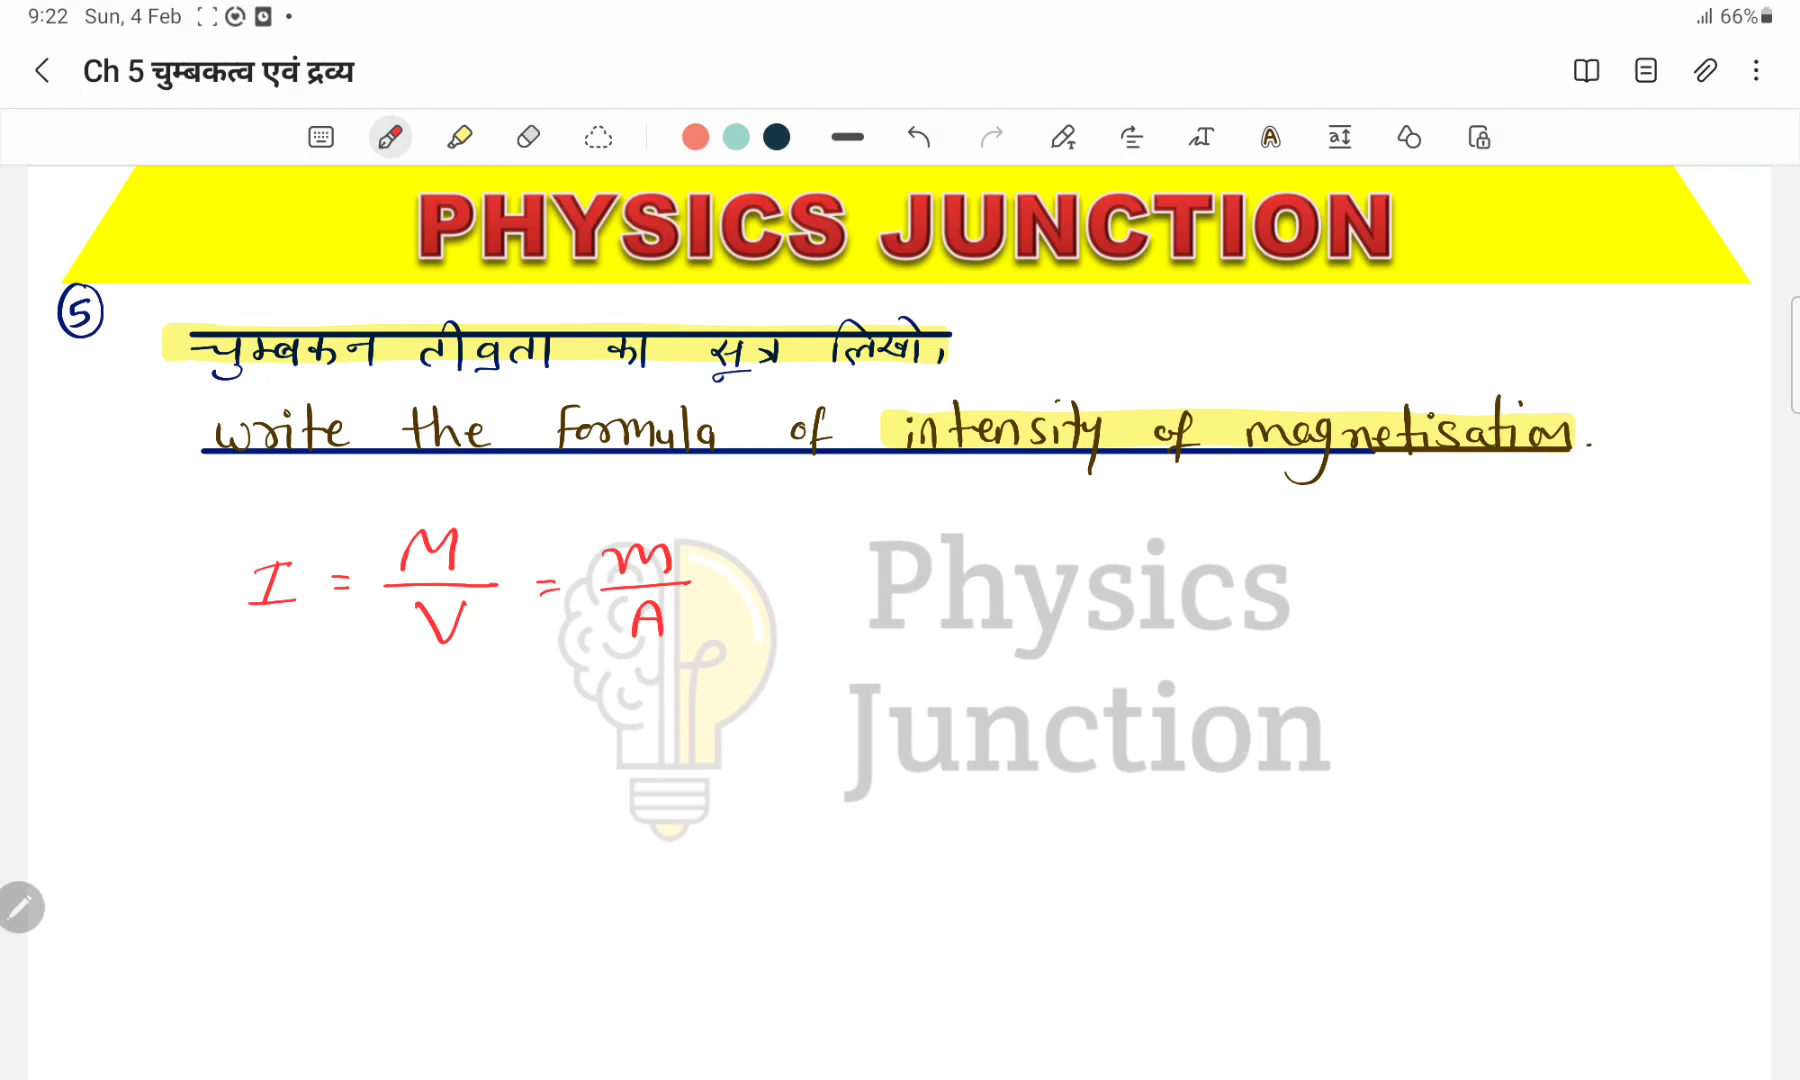 9:22 Sun, 4 Feb 66%
Ch 5 चुम्बकत्व एवं द्रव्य
PHYSICS JUNCTION
5
चुम्बकन तीव्रता का सूत्र लिखो।
write the formula of intensity of magnetisation.
I = M/V = m/A
Physics
Junction